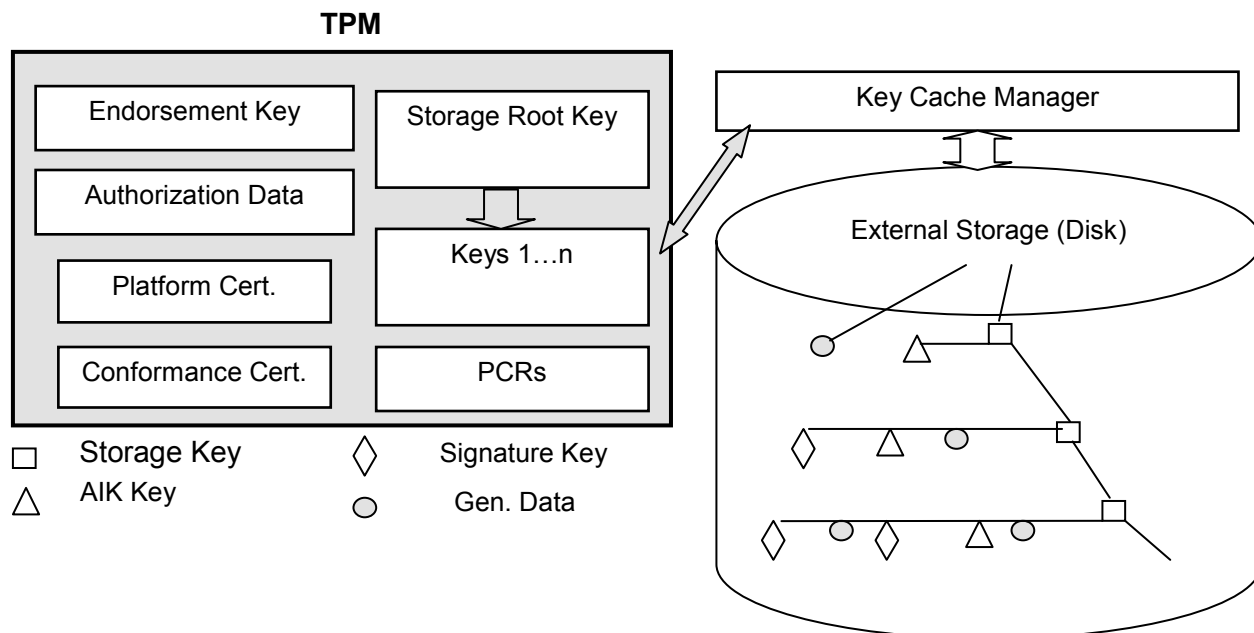 TPM
Endorsement Key
Authorization Data
Platform Cert.
Conformance Cert.
Storage Root Key
Keys 1…n
PCRs
Key Cache Manager
External Storage (Disk)
Storage Key
AIK Key
Signature Key
Gen. Data